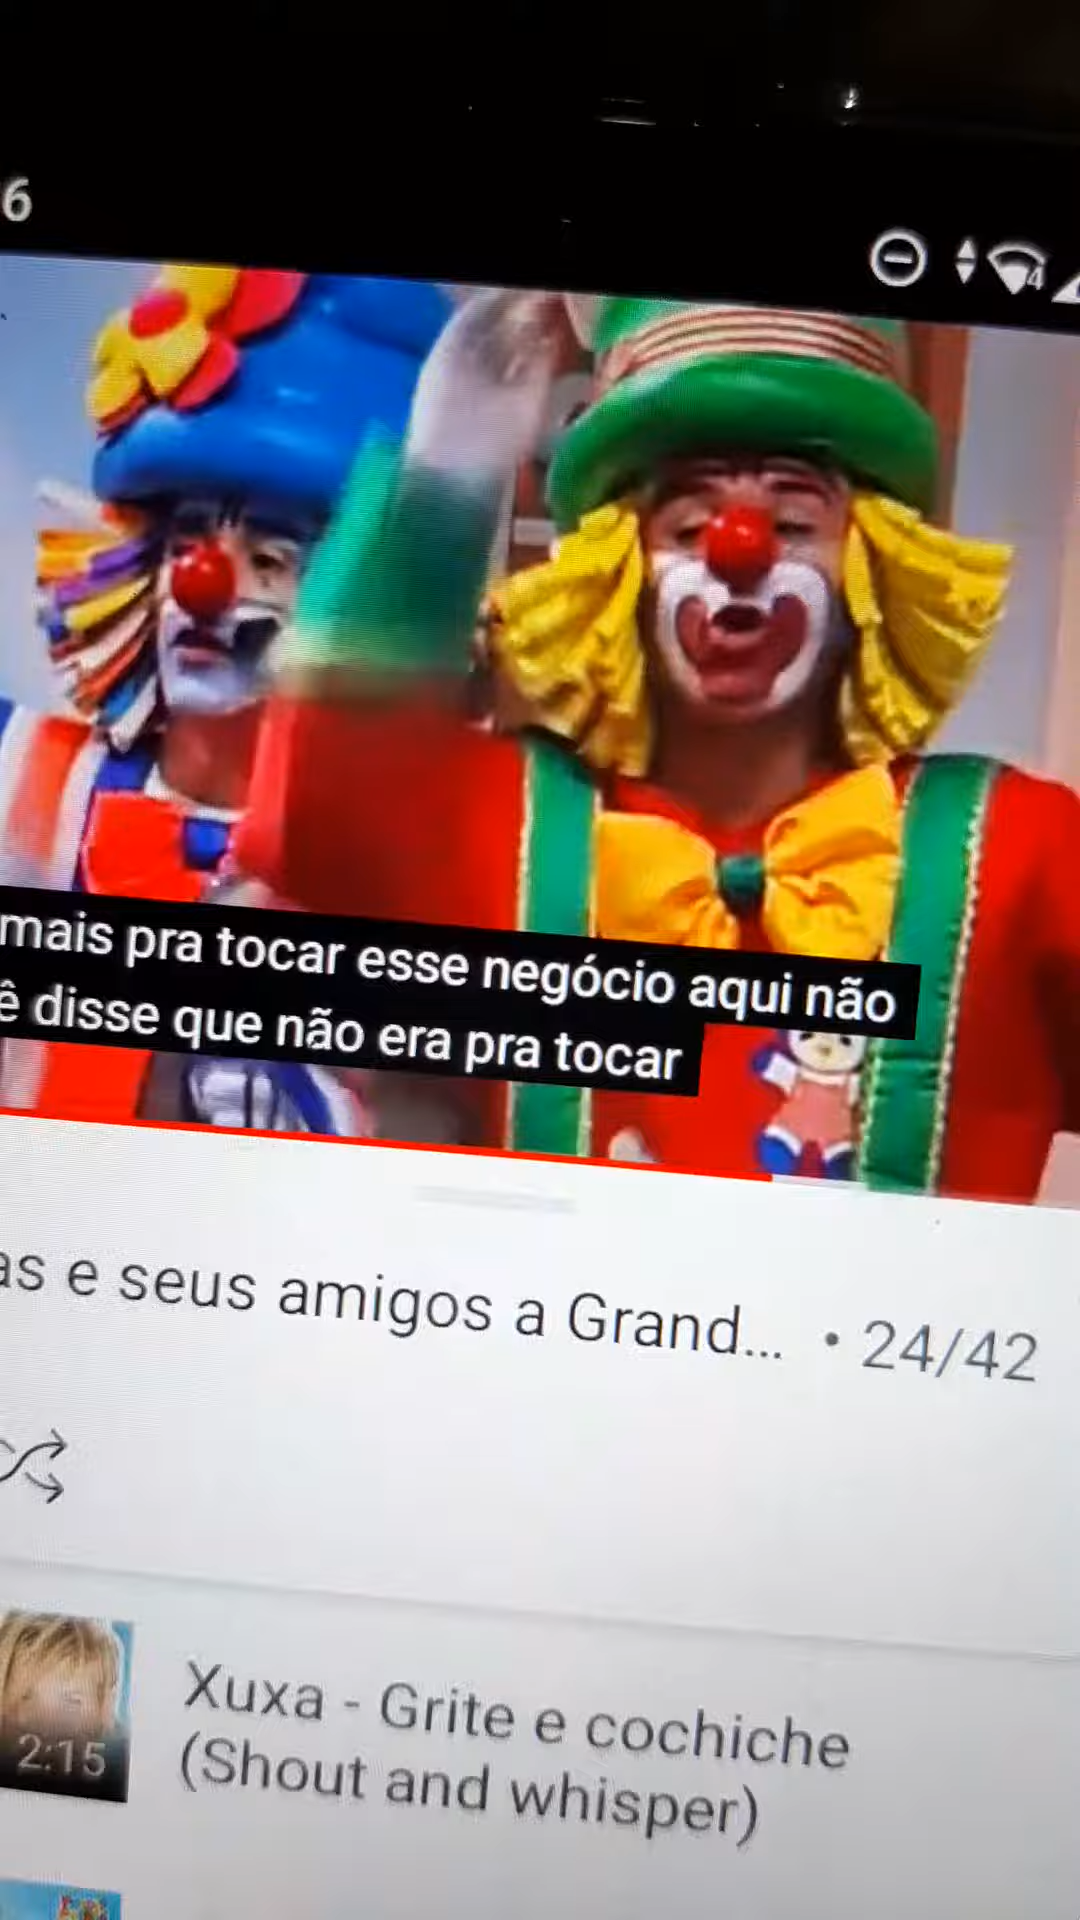 6
4
mais pra tocar esse negócio aqui não
ê disse que não era pra tocar
as e seus amigos a Grand... • 24/42
2:15
Xuxa - Grite e cochiche
(Shout and whisper)